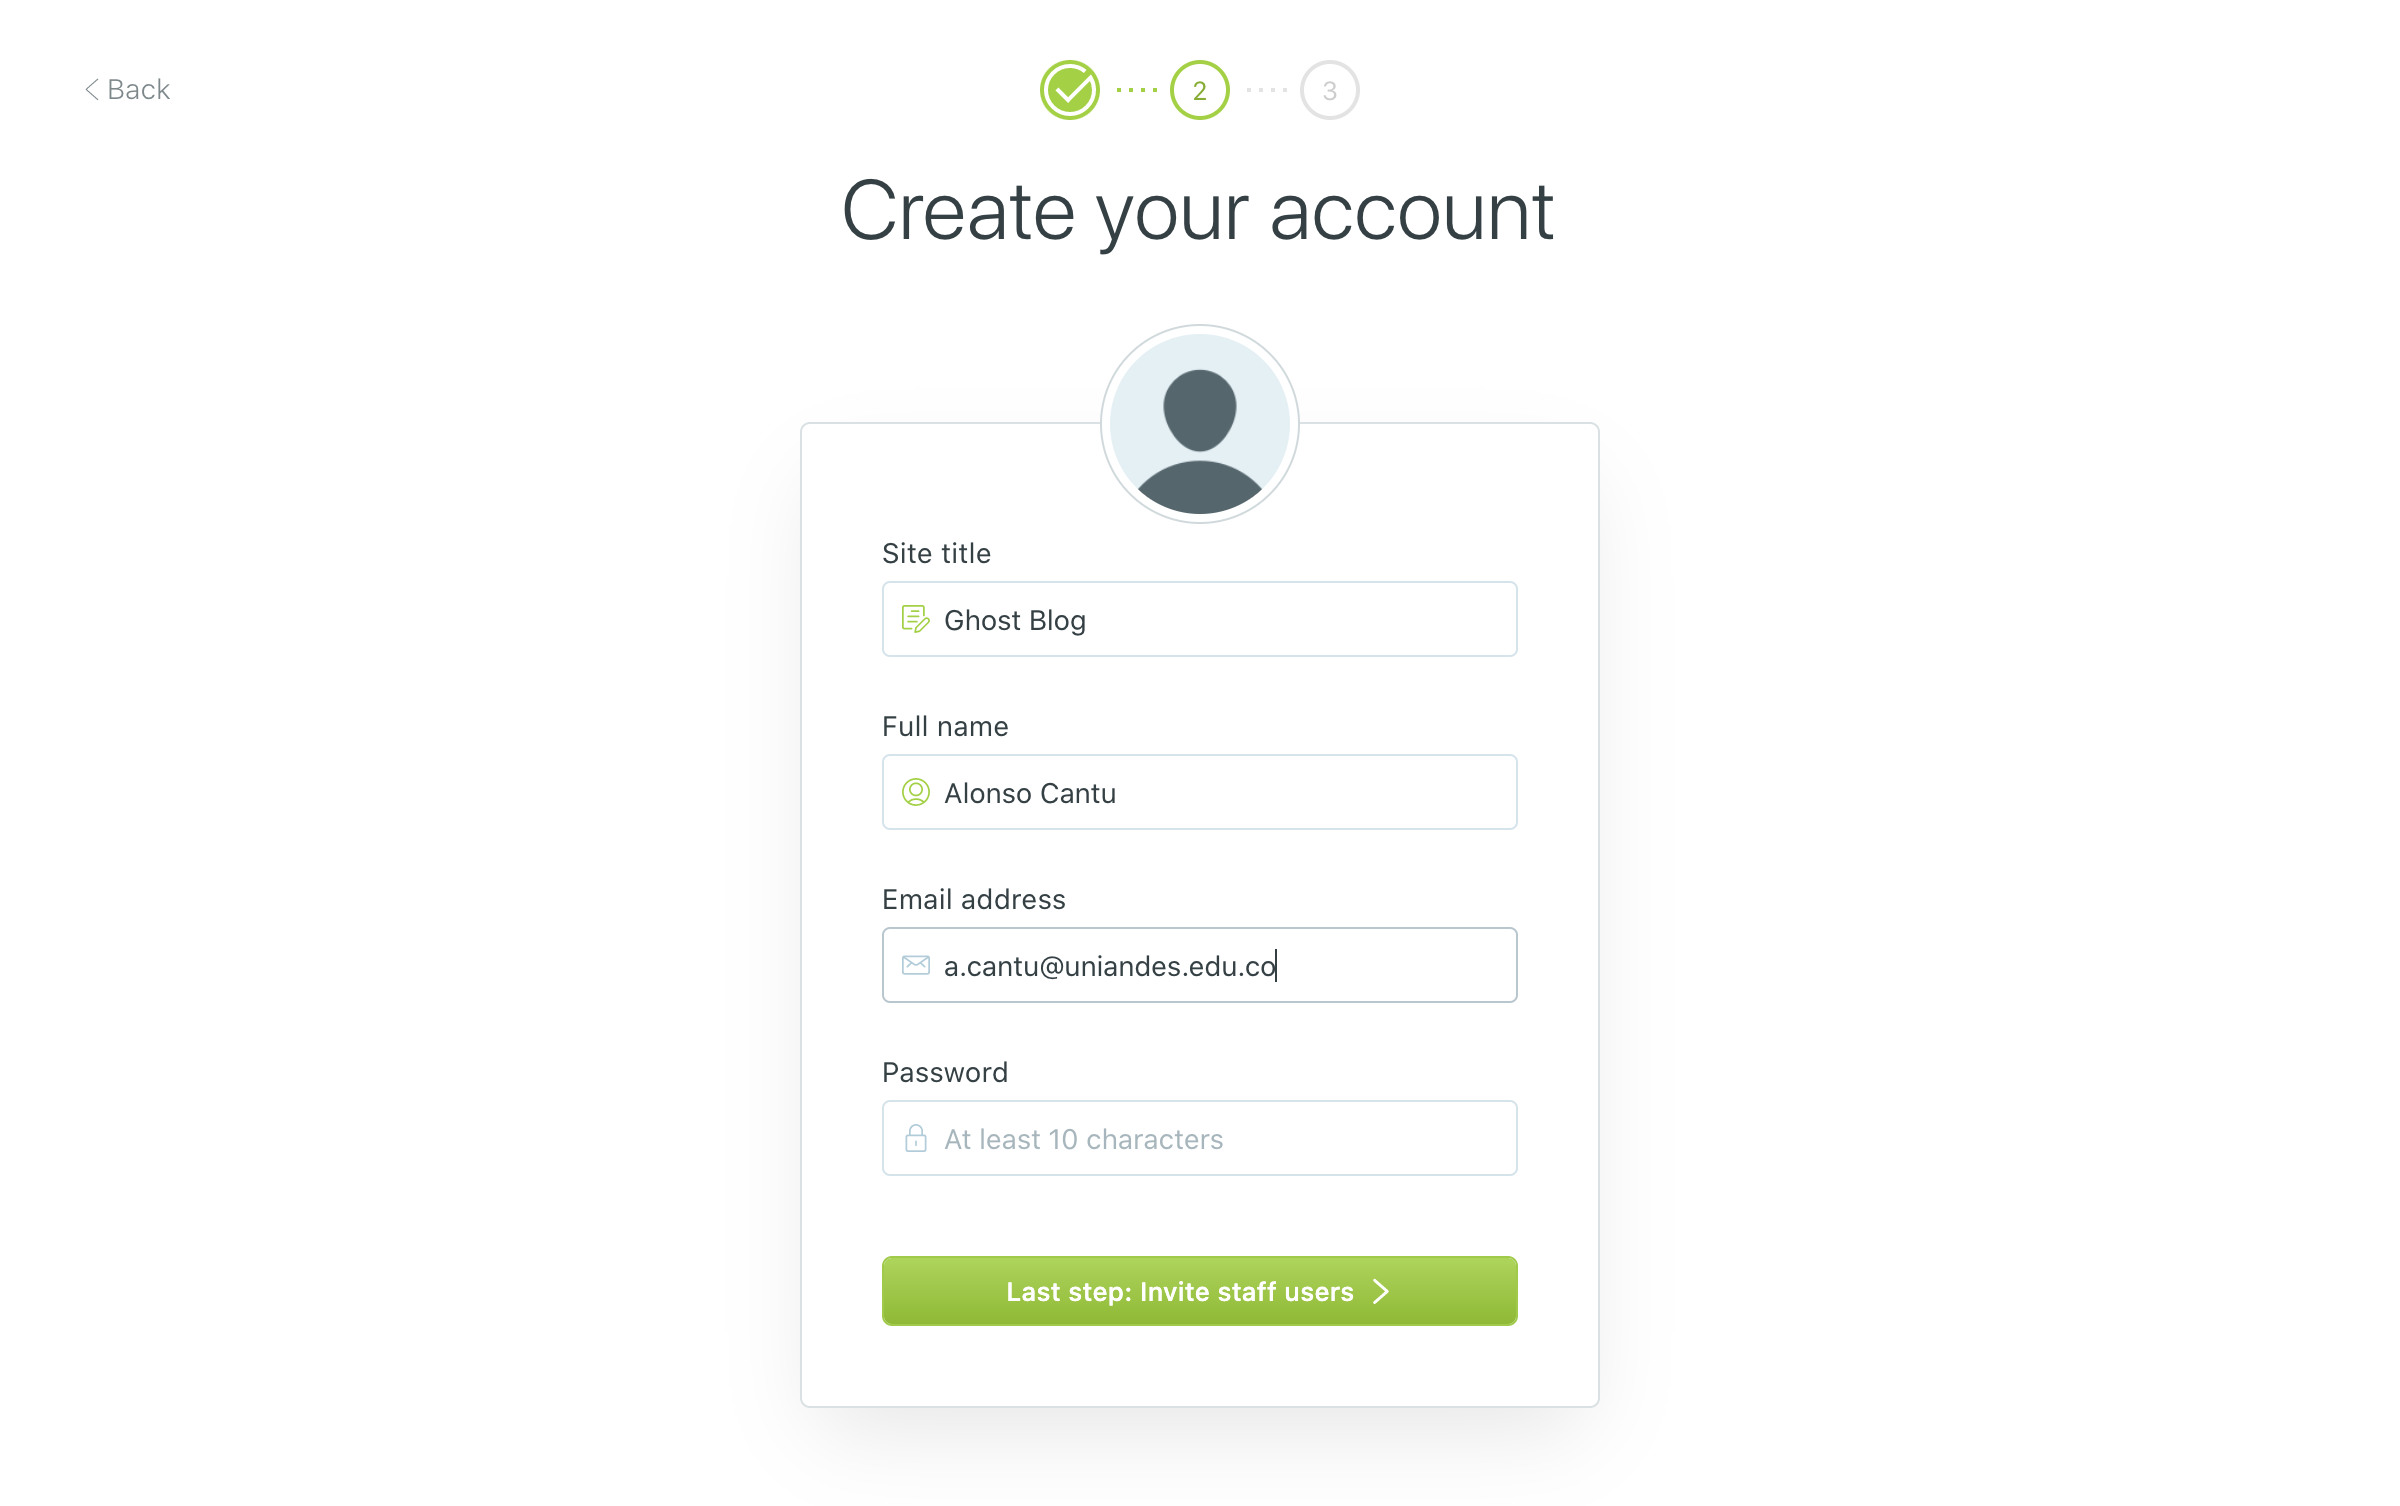 Back
2
3
Create your account
Site title
Ghost Blog
Full name
Alonso Cantu
Email address
a.cantu@uniandes.edu.co
Password
At least 10 characters
Last step: Invite staff users